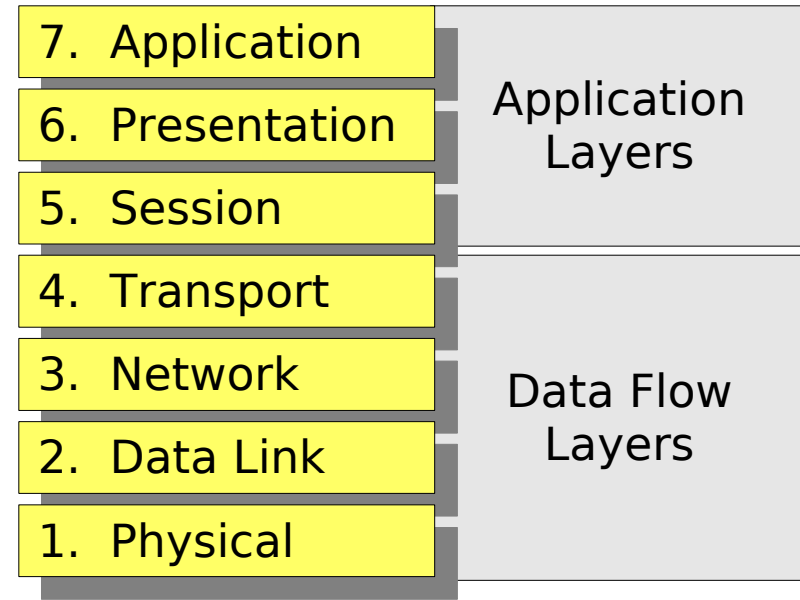 7. Application
6. Presentation
5. Session
4. Transport
3. Network
2. Data Link
1. Physical
Application
Layers
Data Flow
Layers